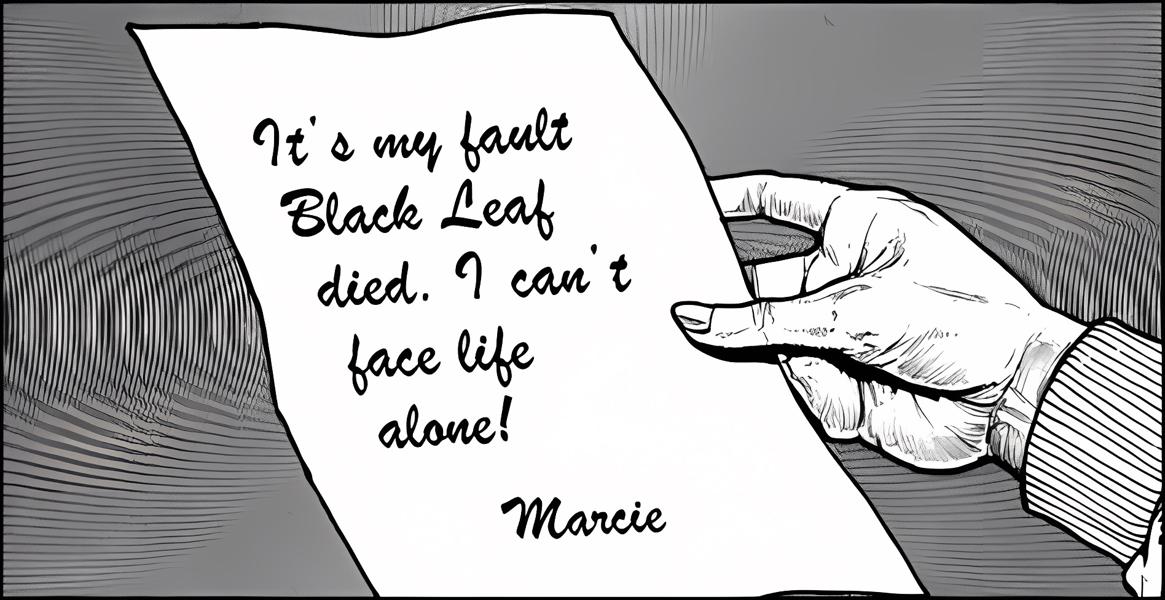 It's my fault
Black Leaf
died. I can't
face life
alone!
Marcie